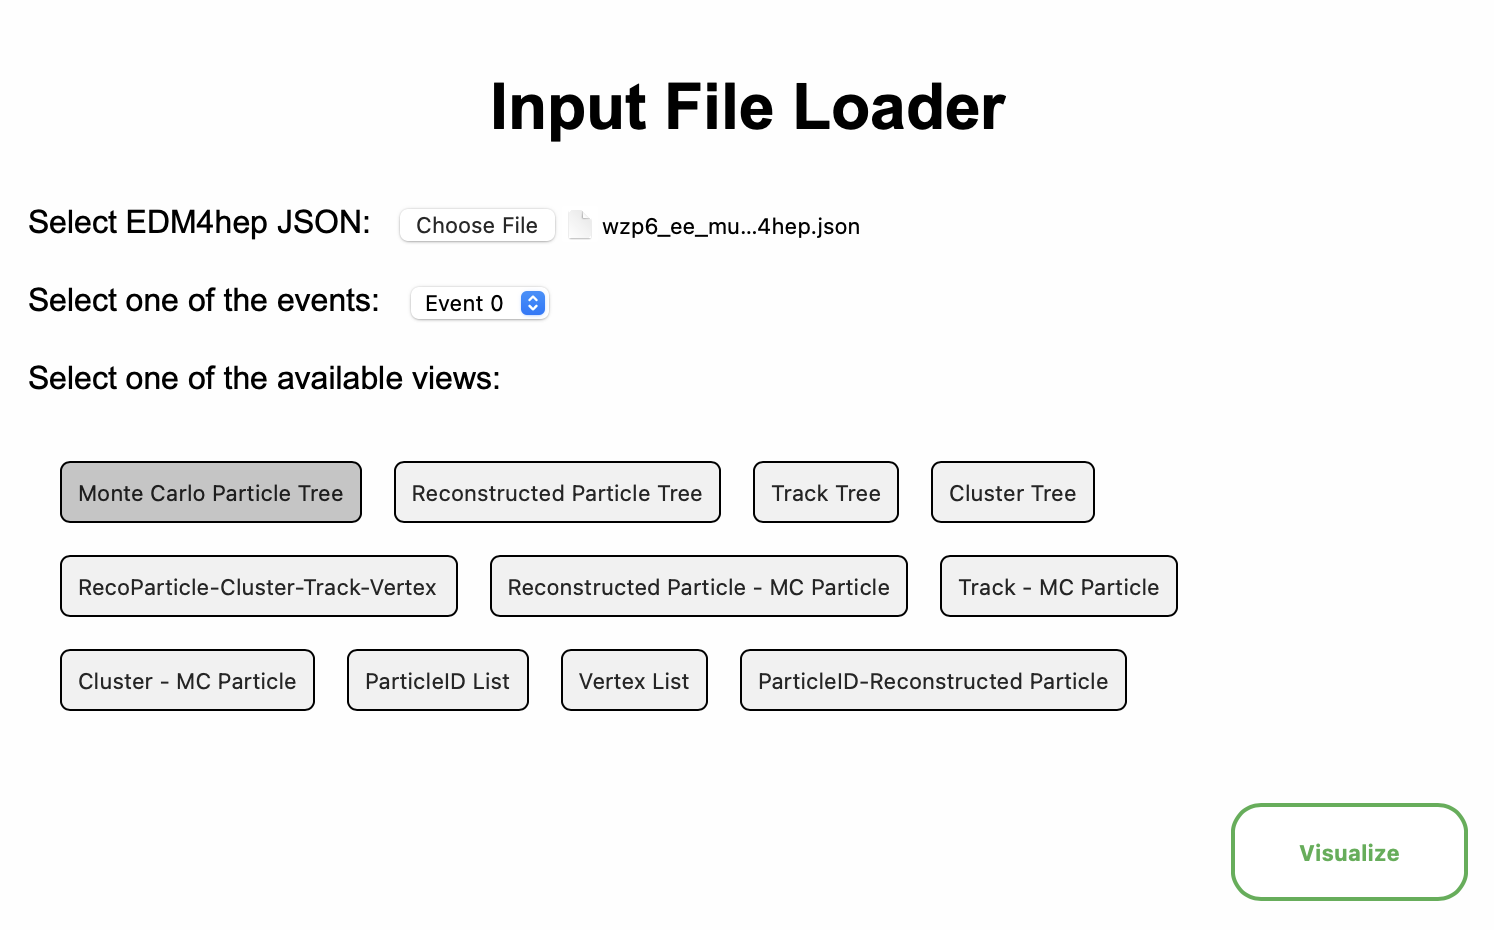 Input File Loader
Select EDM4hep JSON: Choose File wzp6_ee_mu...4hep.json
Select one of the events: Event 0
Select one of the available views:
Monte Carlo Particle Tree Reconstructed Particle Tree Track Tree Cluster Tree
RecoParticle-Cluster-Track-Vertex Reconstructed Particle - MC Particle Track - MC Particle
Cluster - MC Particle ParticleID List Vertex List ParticleID-Reconstructed Particle
Visualize